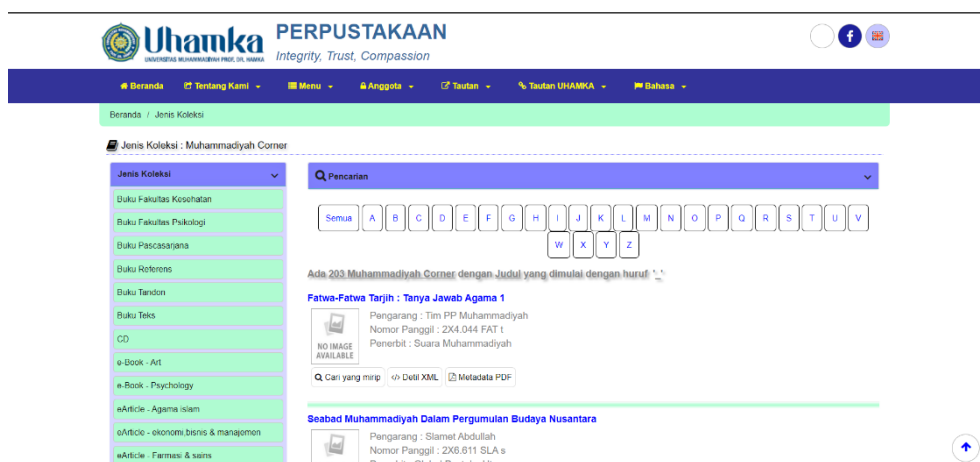 Uhamka
UNIVERSITAS MUHAMMADIYAH PROF. DR. HAMKA
PERPUSTAKAAN
Integrity, Trust, Compassion
Beranda Tentang Kami Menu Anggota Tautan Tautan UHAMKA Bahasa
Beranda / Jenis Koleksi
Jenis Koleksi : Muhammadiyah Corner
Jenis Koleksi
Buku Fakultas Kesehatan
Buku Fakultas Psikologi
Buku Pascasarjana
Buku Referens
Buku Tandon
Buku Teks
CD
e-Book - Art
e-Book - Psychology
eArticle - Agama islam
eArticle - ekonomi,bisnis & manajemen
eArticle - Farmasi & sains
Pencarian
Semua A B C D E F G H I J K L M N O P Q R S T U V
W X Y Z
Ada 203 Muhammadiyah Corner dengan Judul yang dimulai dengan huruf '_'
Fatwa-Fatwa Tarjih : Tanya Jawab Agama 1
NO IMAGE
AVAILABLE
Pengarang : Tim PP Muhammadiyah
Nomor Panggil : 2X4.044 FAT t
Penerbit : Suara Muhammadiyah
Cari yang mirip </> Detil XML Metadata PDF
Seabad Muhammadiyah Dalam Pergumulan Budaya Nusantara
Pengarang : Slamet Abdullah
Nomor Panggil : 2X6.611 SLA s